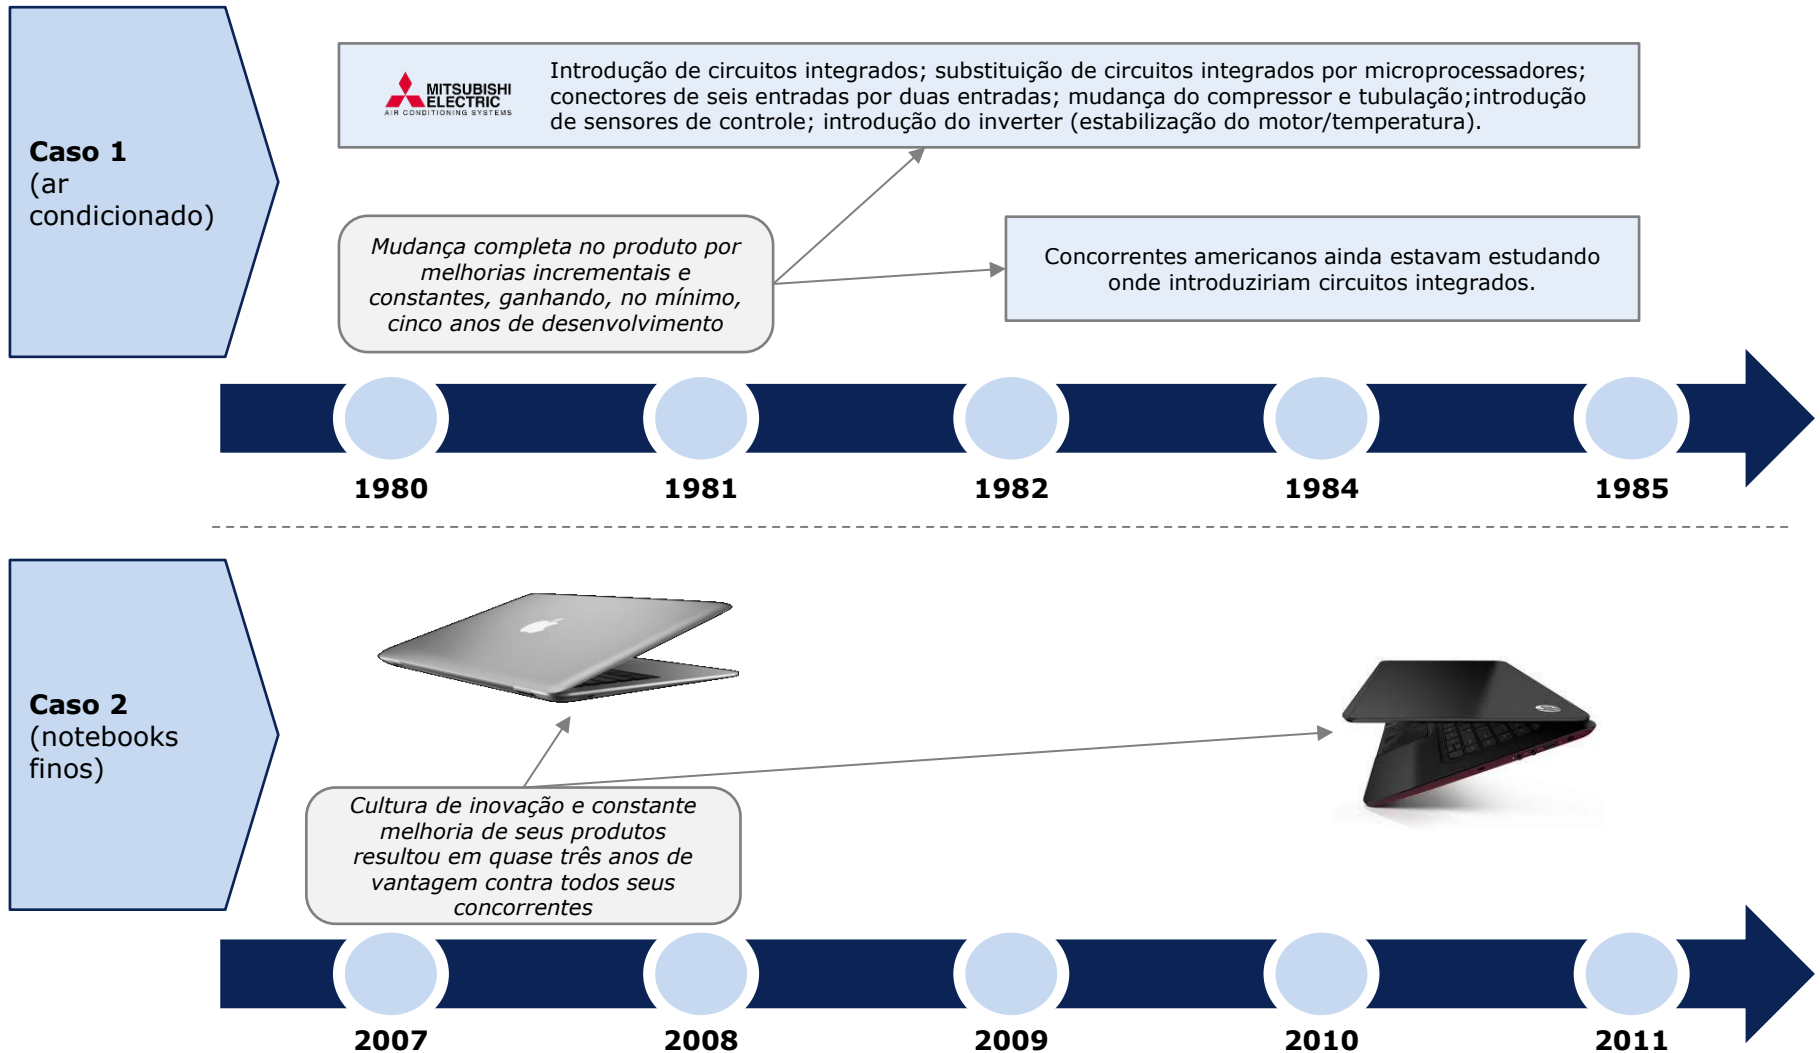 Caso 1
(ar
condicionado)
MITSUBISHI
ELECTRIC
AIR CONDITIONING SYSTEMS
Introdução de circuitos integrados; substituição de circuitos integrados por microprocessadores;
conectores de seis entradas por duas entradas; mudança do compressor e tubulação;introdução
de sensores de controle; introdução do inverter (estabilização do motor/temperatura).
Mudança completa no produto por
melhorias incrementais e
constantes, ganhando, no mínimo,
cinco anos de desenvolvimento
Concorrentes americanos ainda estavam estudando
onde introduziriam circuitos integrados.
1980
1981
1982
1984
1985
Caso 2
(notebooks
finos)
hp
Cultura de inovação e constante
melhoria de seus produtos
resultou em quase três anos de
vantagem contra todos seus
concorrentes
2007
2008
2009
2010
2011